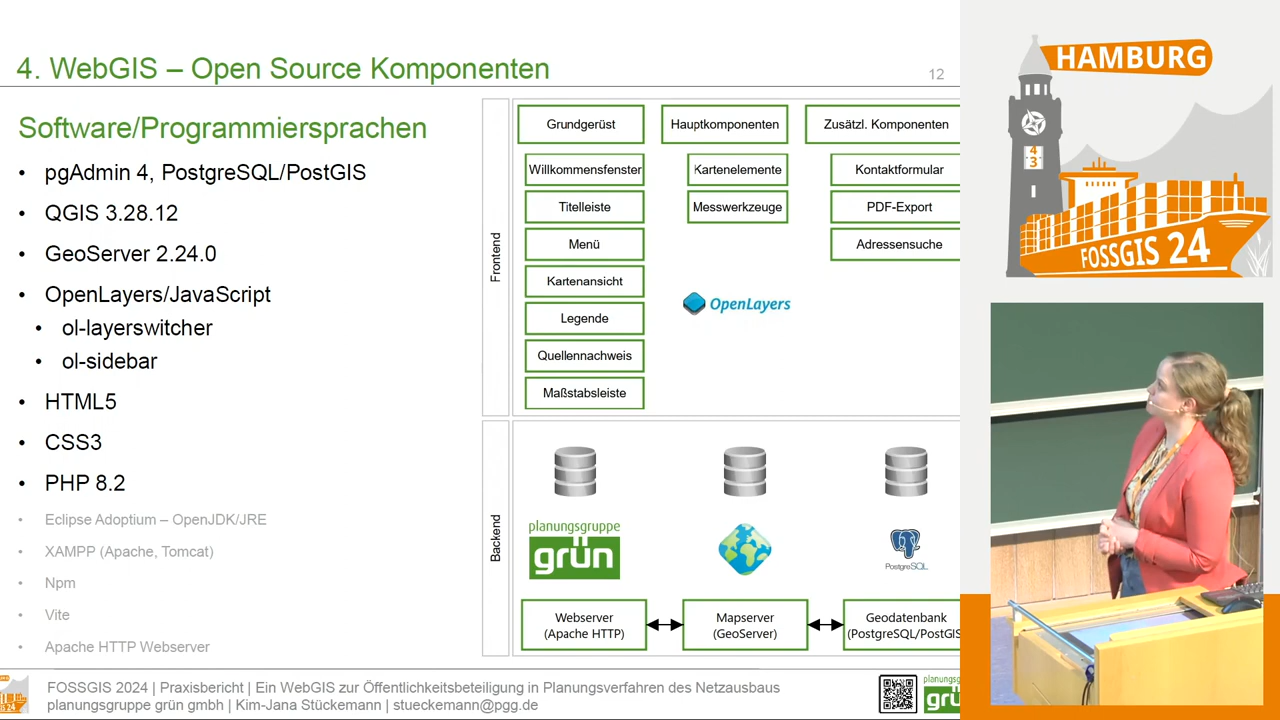 4. WebGIS – Open Source Komponenten
12
Software/Programmiersprachen
• pgAdmin 4, PostgreSQL/PostGIS
• QGIS 3.28.12
• GeoServer 2.24.0
• OpenLayers/JavaScript
• ol-layerswitcher
• ol-sidebar
• HTML5
• CSS3
• PHP 8.2
• Eclipse Adoptium – OpenJDK/JRE
• XAMPP (Apache, Tomcat)
• Npm
• Vite
• Apache HTTP Webserver
Frontend
Grundgerüst
Willkommensfenster
Titelleiste
Menü
Kartenansicht
Legende
Quellennachweis
Maßstabsleiste
Hauptkomponenten
Kartenelemente
Messwerkzeuge
OpenLayers
Zusätzl. Komponenten
Kontaktformular
PDF-Export
Adressensuche
Backend
planungsgruppe
grün
PostgreSQL
Webserver
(Apache HTTP)
Mapserver
(GeoServer)
Geodatenbank
(PostgreSQL/PostGIS
FOSSGIS 2024 | Praxisbericht | Ein WebGIS zur Öffentlichkeitsbeteiligung in Planungsverfahren des Netzausbaus
planungsgruppe grün gmbh | Kim-Jana Stückemann | stueckemann@pgg.de
HAMBURG
4
3
FOSSGIS 24